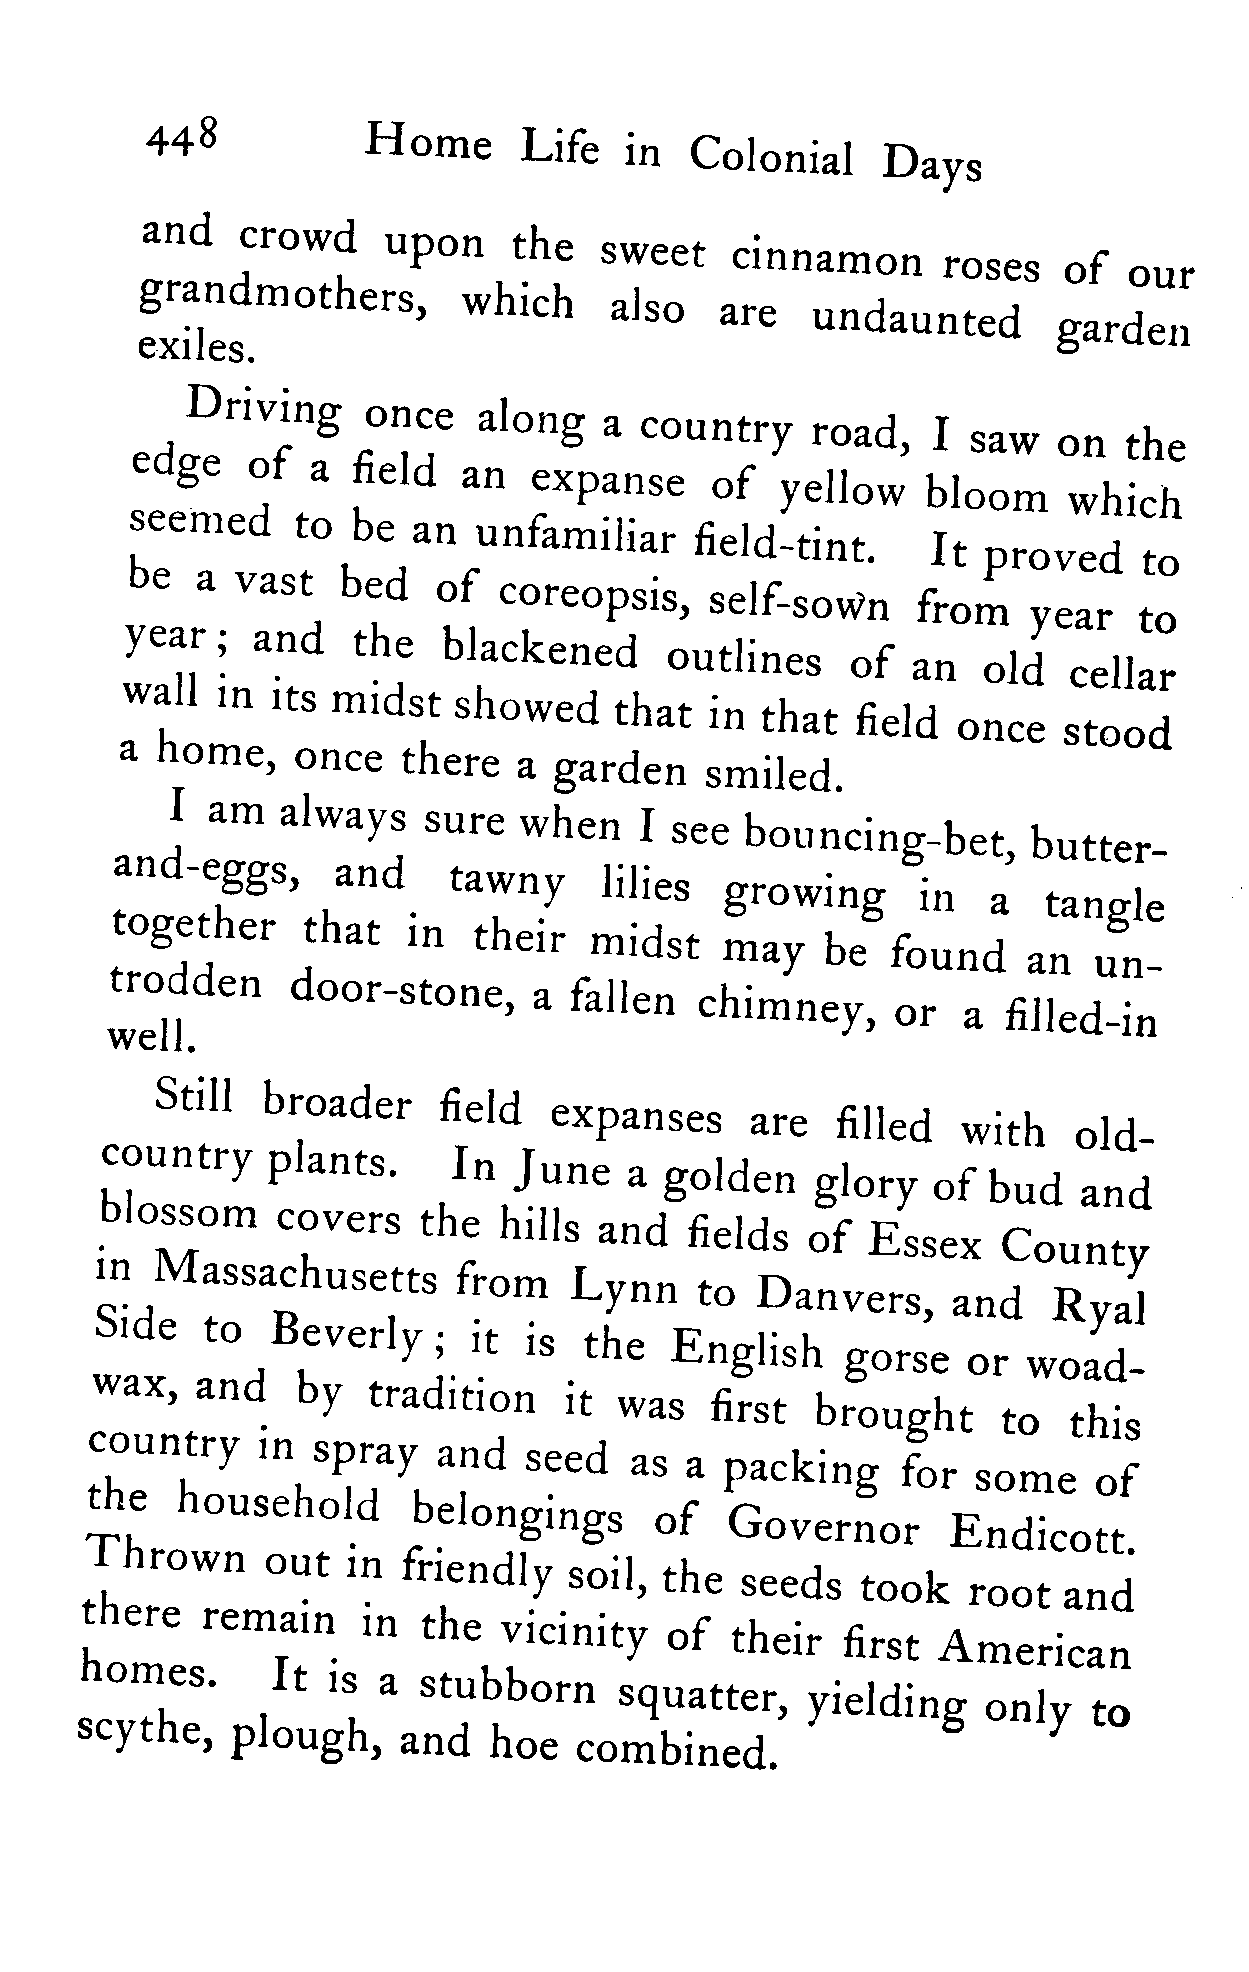 448 Home Life in Colonial Days
and crowd upon the sweet cinnamon roses of our
grandmothers, which also are undaunted garden
exiles.
Driving once along a country road, I saw on the
edge of a field an expanse of yellow bloom which
seemed to be an unfamiliar field-tint. It proved to
be a vast bed of coreopsis, self-sown from year to
year; and the blackened outlines of an old cellar
wall in its midst showed that in that field once stood
a home, once there a garden smiled.
I am always sure when I see bouncing-bet, butter-
and-eggs, and tawny lilies growing in a tangle
together that in their midst may be found an un-
trodden door-stone, a fallen chimney, or a filled-in
well.
Still broader field expanses are filled with old-
country plants. In June a golden glory of bud and
blossom covers the hills and fields of Essex County
in Massachusetts from Lynn to Danvers, and Ryal
Side to Beverly; it is the English gorse or woad-
wax, and by tradition it was first brought to this
country in spray and seed as a packing for some of
the household belongings of Governor Endicott.
Thrown out in friendly soil, the seeds took root and
there remain in the vicinity of their first American
homes. It is a stubborn squatter, yielding only to
scythe, plough, and hoe combined.